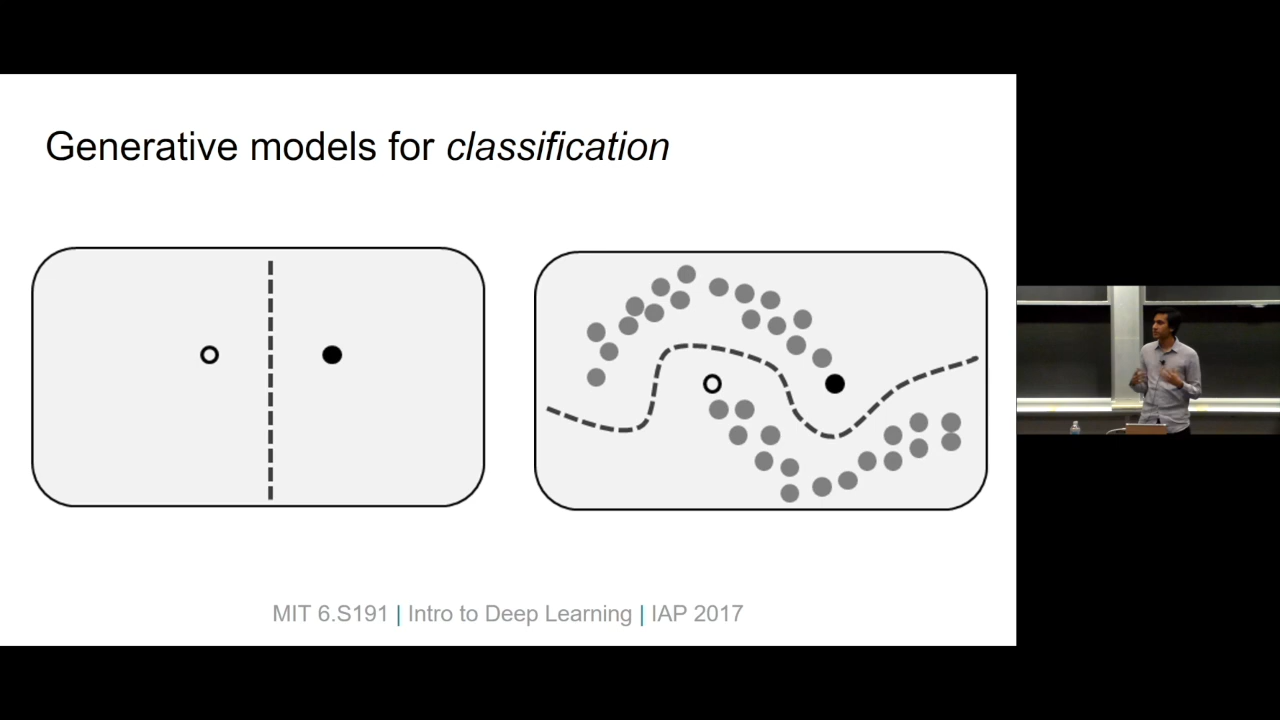 Generative models for classification
MIT 6.S191 | Intro to Deep Learning | IAP 2017